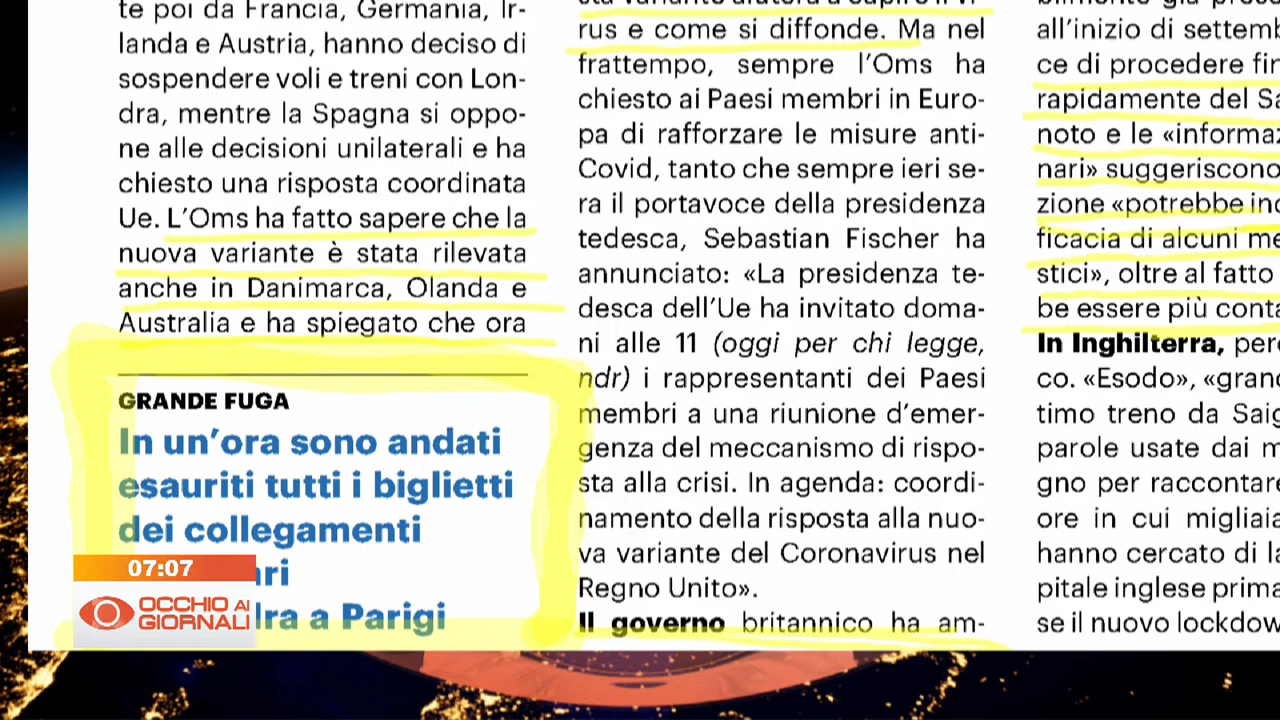 te poi da Francia, Germania, Ir-
landa e Austria, hanno deciso di
sospendere voli e treni con Lon-
dra, mentre la Spagna si oppo-
ne alle decisioni unilaterali e ha
chiesto una risposta coordinata
Ue. L'Oms ha fatto sapere che la
nuova variante è stata rilevata
anche in Danimarca, Olanda e
Australia e ha spiegato che ora
GRANDE FUGA
In un'ora sono andati
esauriti tutti i biglietti
dei collegamenti
a Parigi
07:07
OCCHIO AI
GIORNALI
rus e come si diffonde. Ma nel
frattempo, sempre l'Oms ha
chiesto ai Paesi membri in Euro-
pa di rafforzare le misure anti-
Covid, tanto che sempre ieri se-
ra il portavoce della presidenza
tedesca, Sebastian Fischer ha
annunciato: «La presidenza te-
desca dell'Ue ha invitato doma-
ni alle 11 (oggi per chi legge,
ndr) i rappresentanti dei Paesi
membri a una riunione d'emer-
genza del meccanismo di rispo-
sta alla crisi. In agenda: coordi-
namento della risposta alla nuo-
va variante del Coronavirus nel
Regno Unito».
Il governo britannico ha am-
all'inizio di settemb
ce di procedere fin
rapidamente del Sa
noto e le «informaz
nari» suggeriscono
zione «potrebbe inc
ficacia di alcuni me
stici», oltre al fatto
be essere più conta
In Inghilterra, perc
co. «Esodo», «grand
timo treno da Saig
parole usate dai m
gno per raccontare
ore in cui migliaia
hanno cercato di la
pitale inglese prima
se il nuovo lockdow